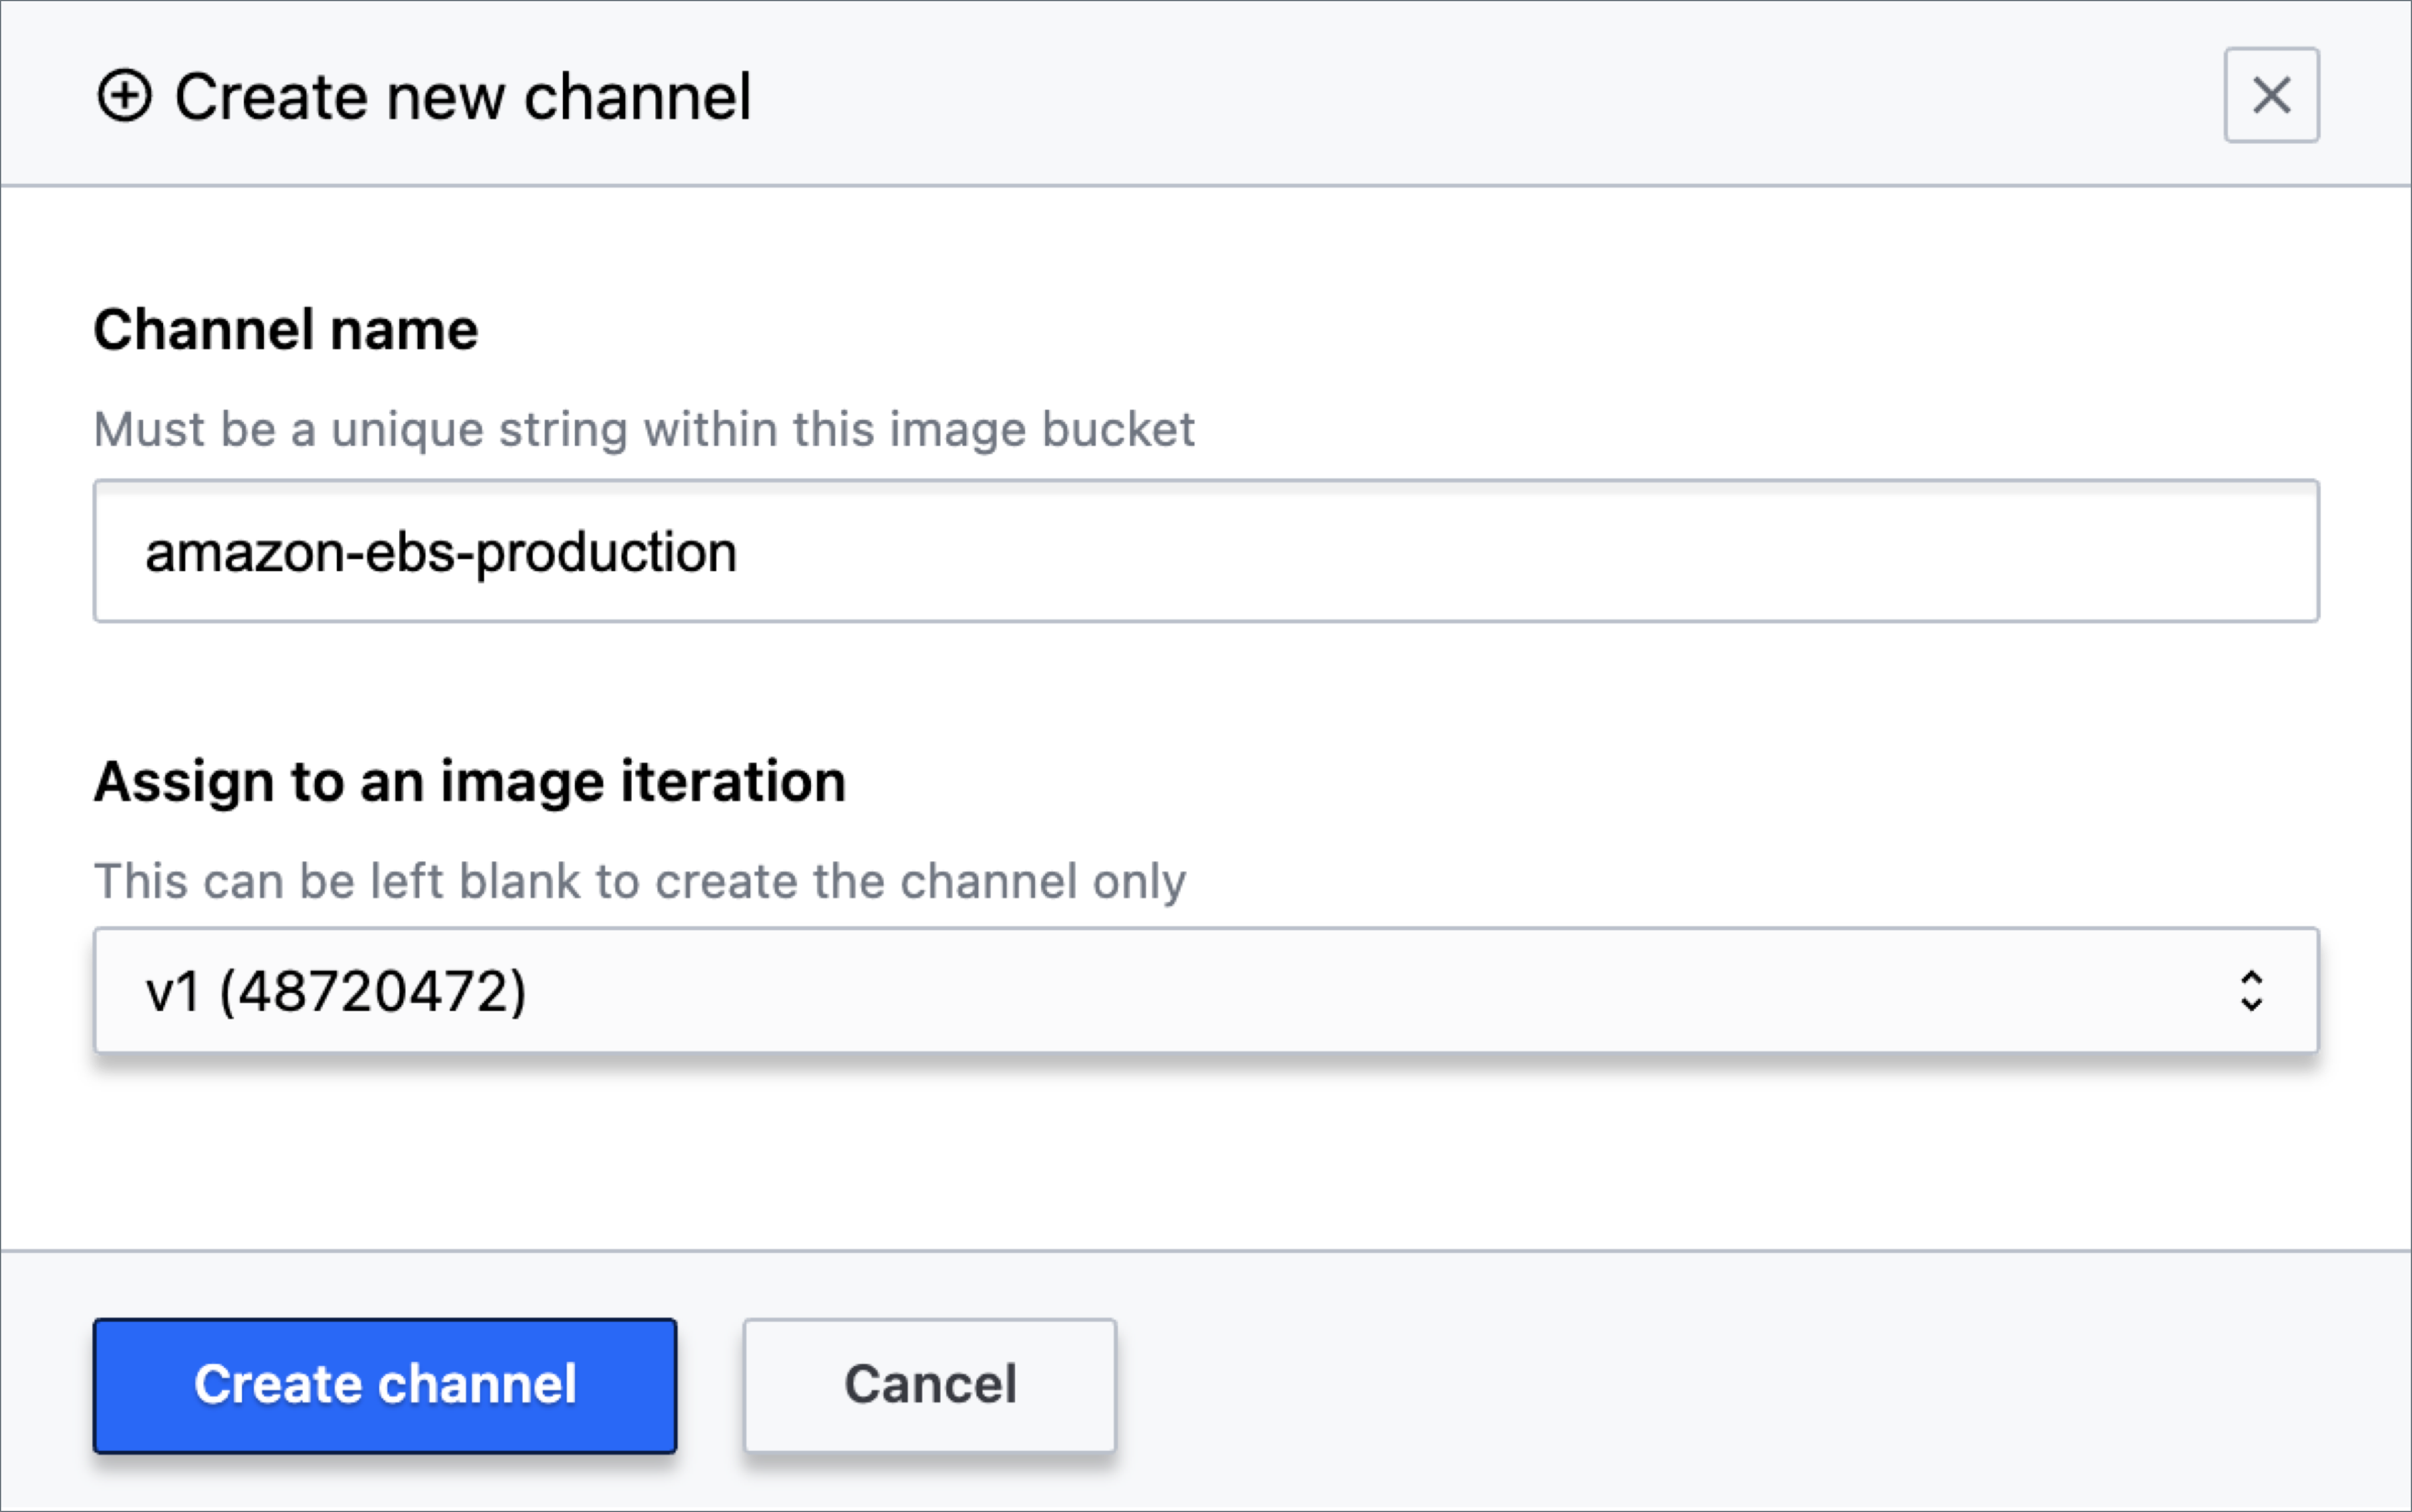 Create new channel
Channel name
Must be a unique string within this image bucket
amazon-ebs-production
Assign to an image iteration
This can be left blank to create the channel only
v1 (48720472)
Create channel
Cancel